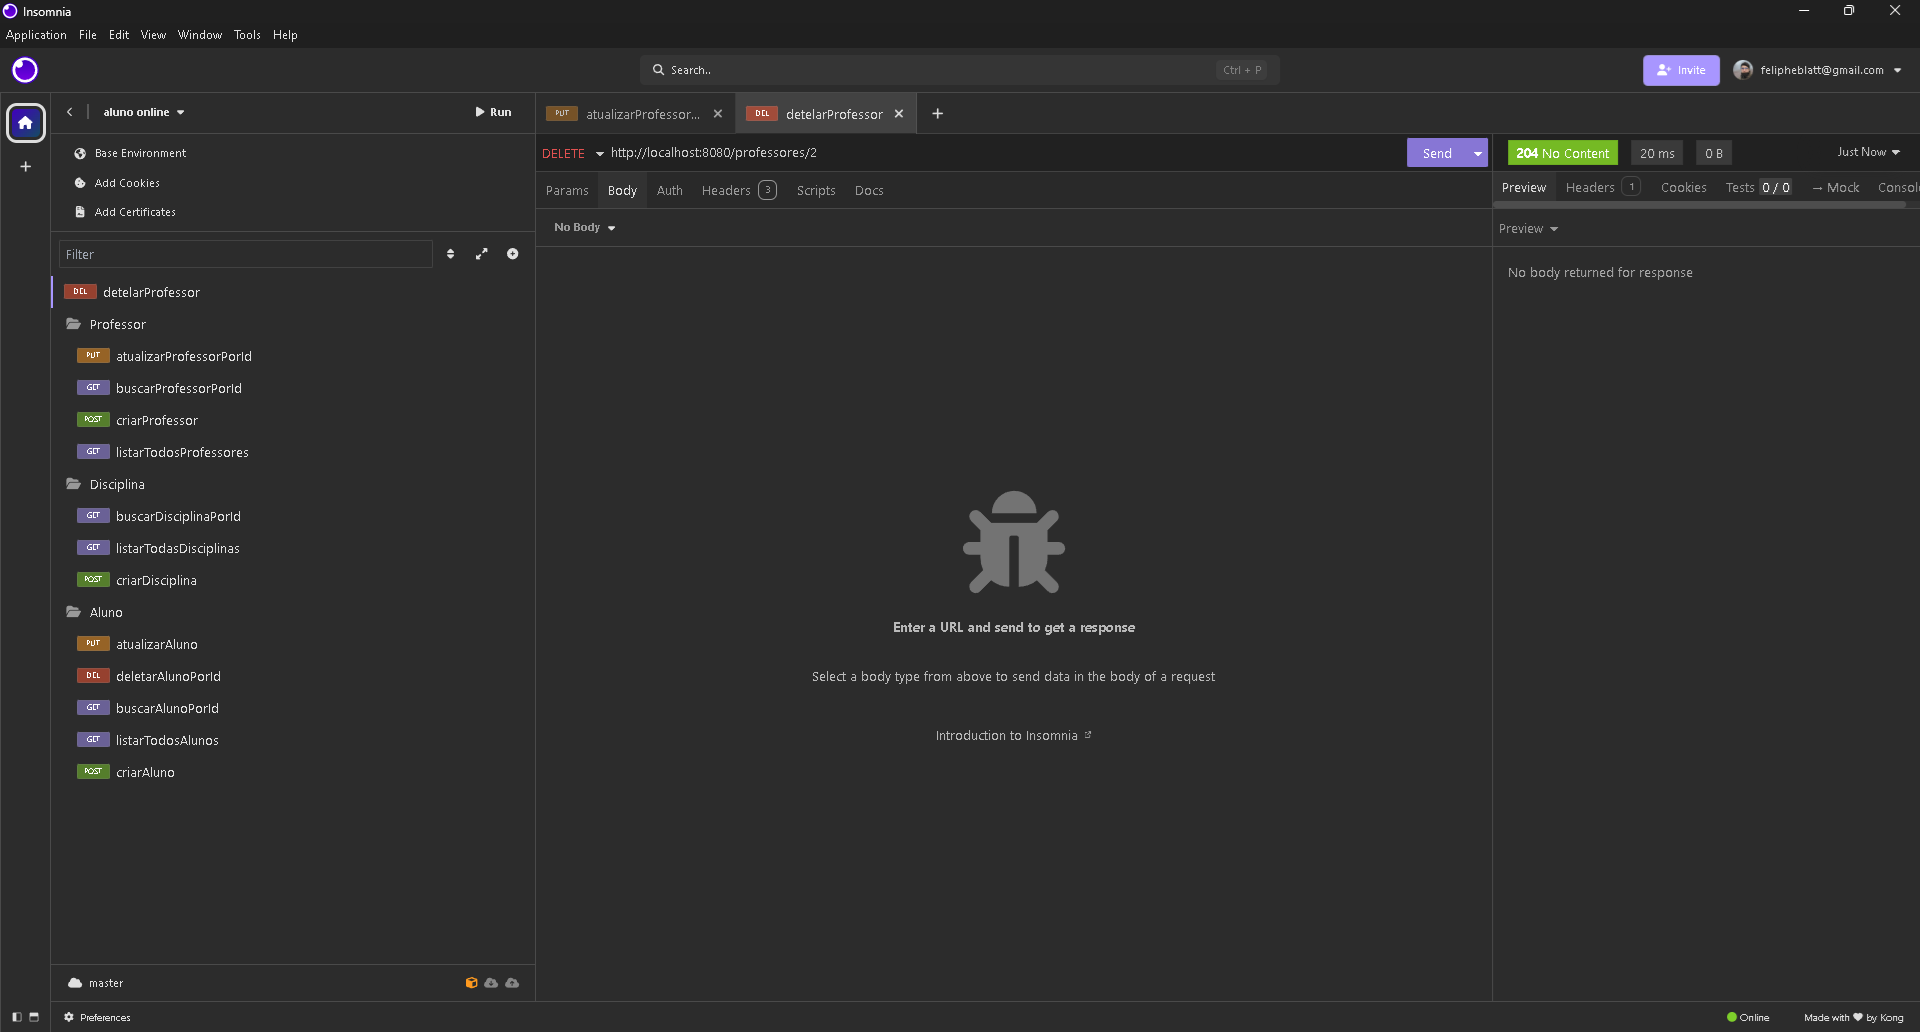 Insomnia
Application File Edit View Window Tools Help
Search.. Ctrl + P
Invite
felipheblatt@gmail.com
aluno online
Run
Base Environment
Add Cookies
Add Certificates
Filter
DEL detelarProfessor
Professor
PUT atualizarProfessorPorId
GET buscarProfessorPorId
POST criarProfessor
GET listarTodosProfessores
Disciplina
GET buscarDisciplinaPorId
GET listarTodasDisciplinas
POST criarDisciplina
Aluno
PUT atualizarAluno
DEL deletarAlunoPorId
GET buscarAlunoPorId
GET listarTodosAlunos
POST criarAluno
master
PUT atualizarProfessor...
DEL detelarProfessor
DELETE http://localhost:8080/professores/2
Send
Params Body Auth Headers 3 Scripts Docs
No Body
Enter a URL and send to get a response
Select a body type from above to send data in the body of a request
Introduction to Insomnia
204 No Content 20 ms 0 B Just Now
Preview Headers 1 Cookies Tests 0 / 0 → Mock Consol
Preview
No body returned for response
Preferences
Online
Made with ❤ by Kong